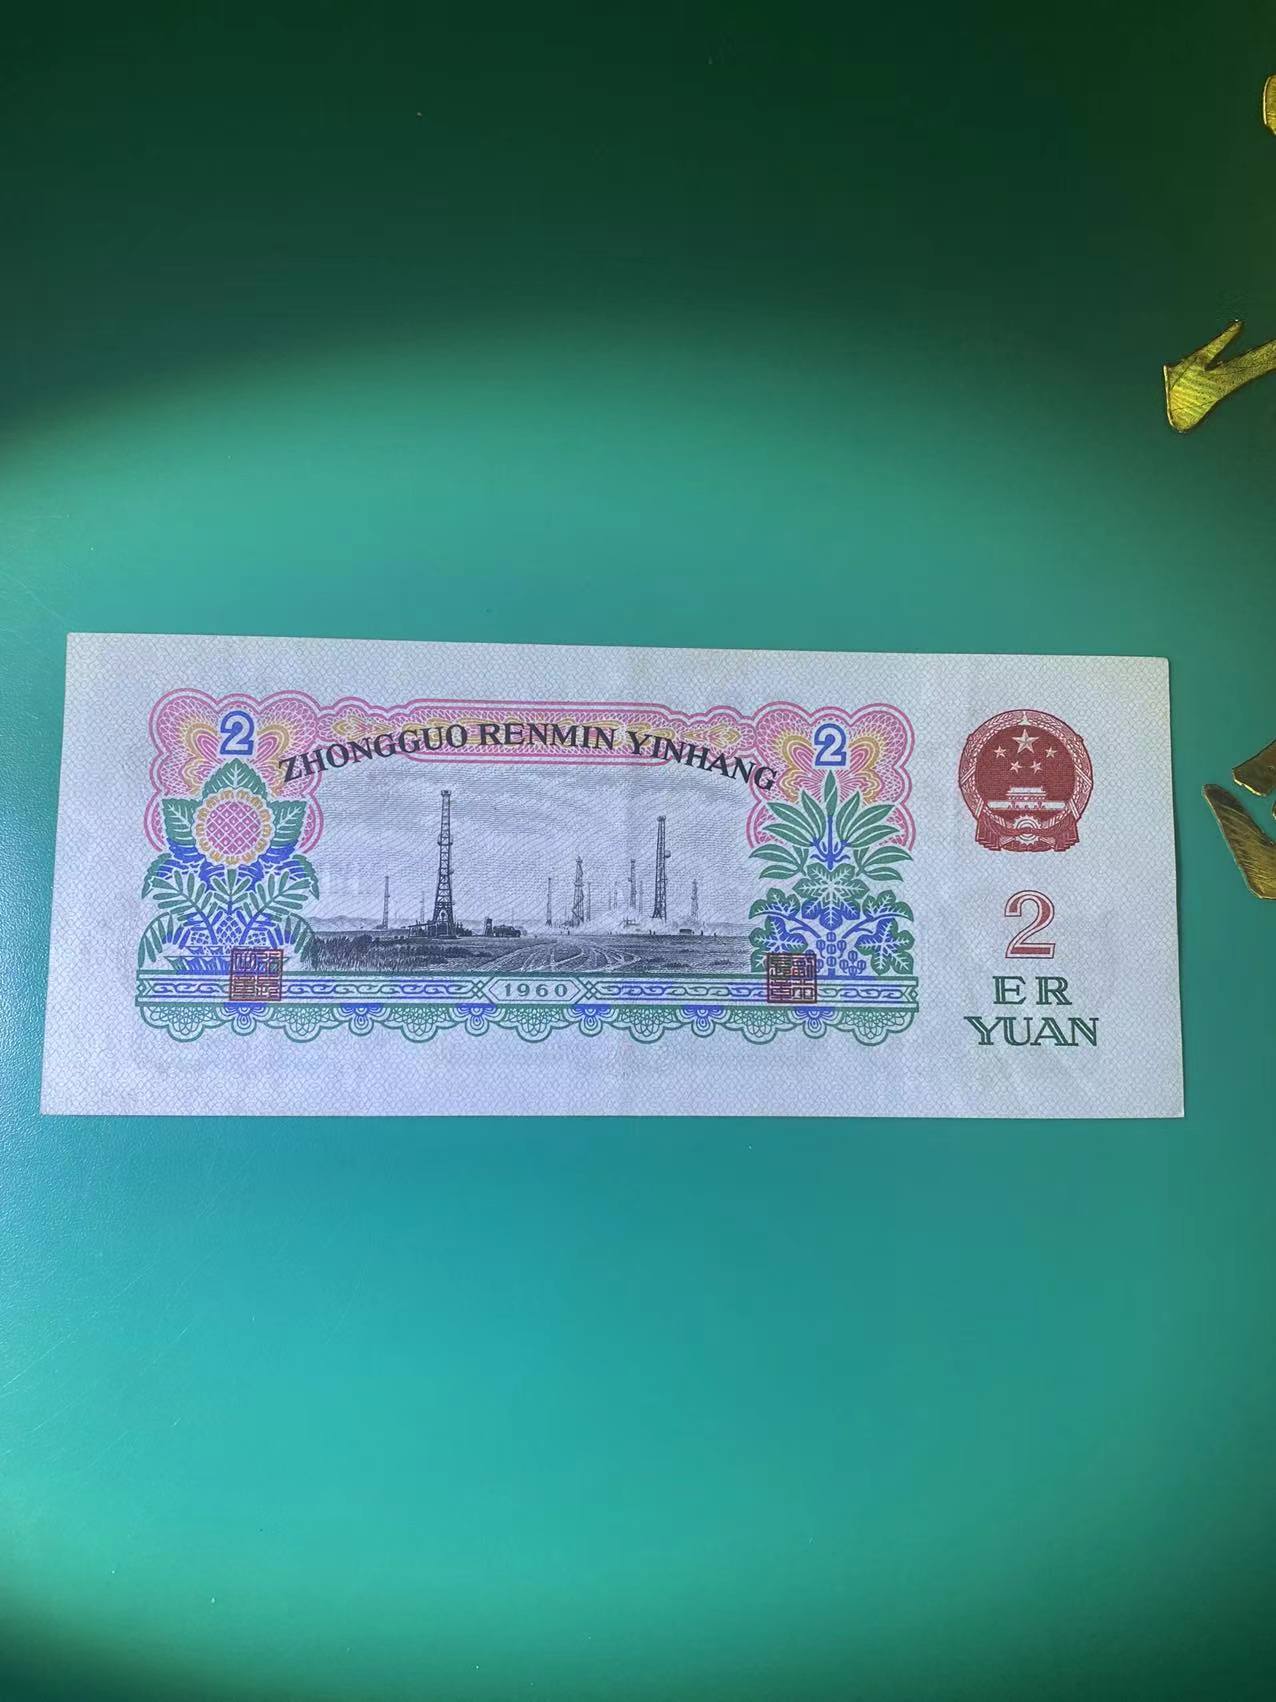 2
2
ZHONGGUO RENMIN YINHANG
1960
2
ER
YUAN